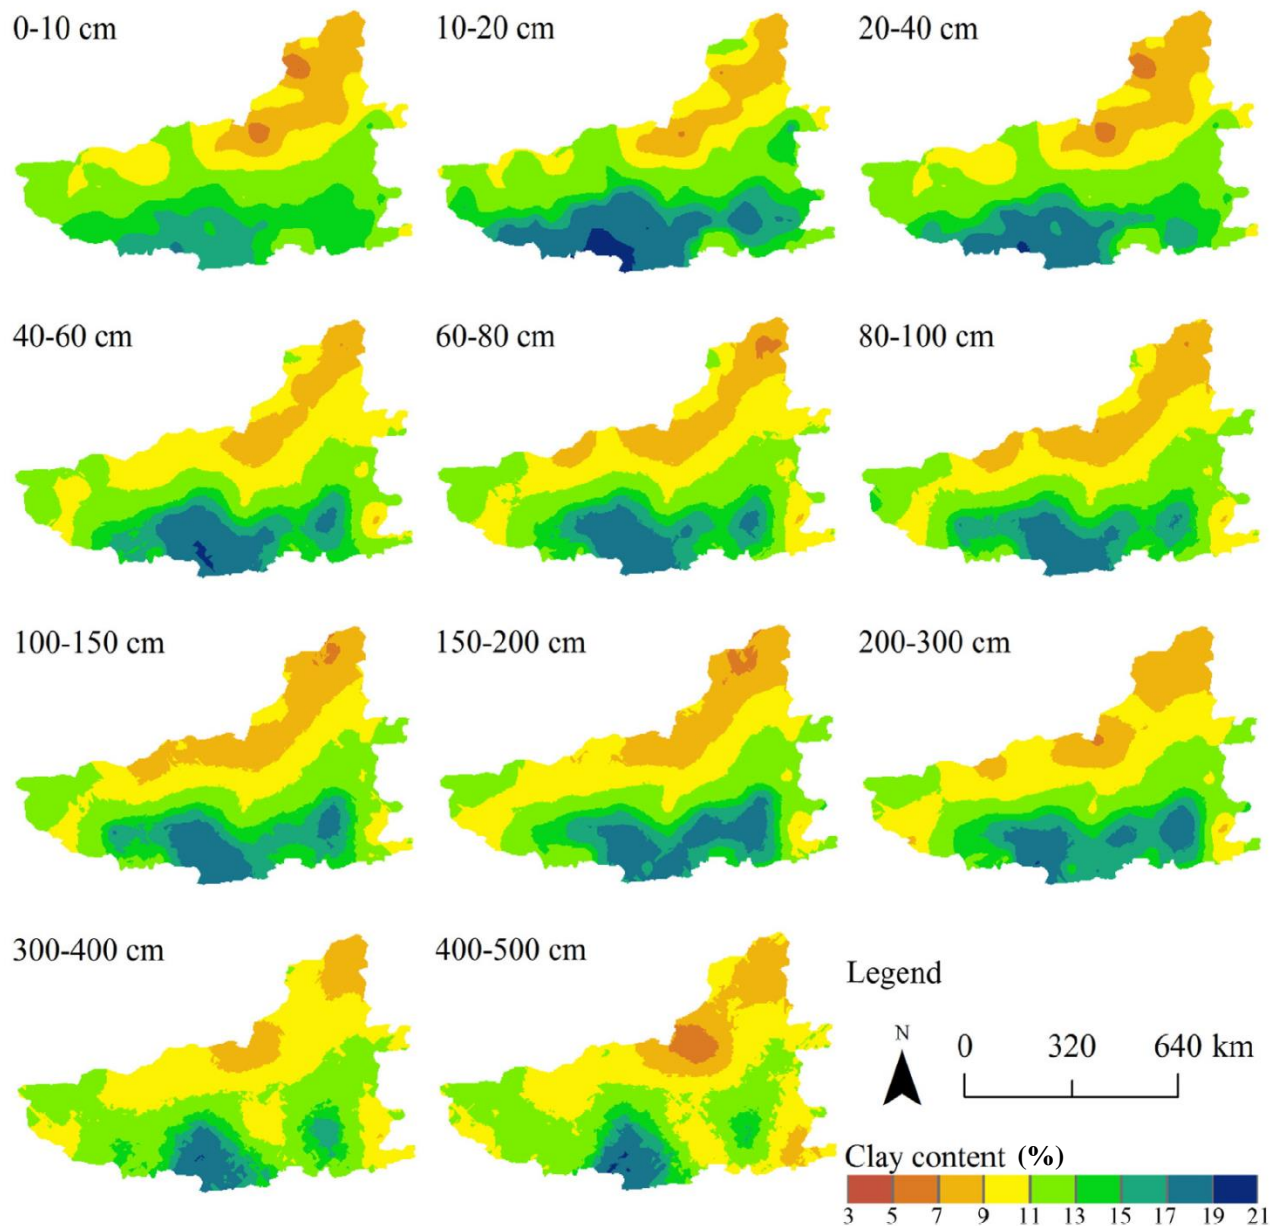 0-10 cm
10-20 cm
20-40 cm
40-60 cm
60-80 cm
80-100 cm
100-150 cm
150-200 cm
200-300 cm
300-400 cm
400-500 cm
Legend
N
0 320 640 km
Clay content (%)
3 5 7 9 11 13 15 17 19 21